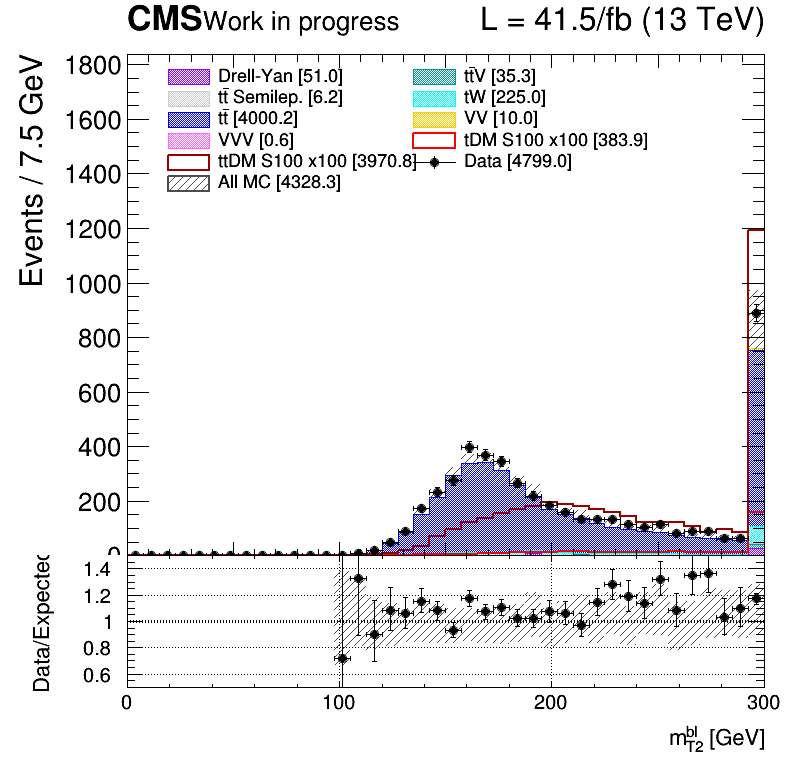 CMS Work in progress L = 41.5/fb (13 TeV)
Events / 7.5 GeV
1800
1600
1400
1200
1000
800
600
400
200
0
Drell-Yan [51.0] tt̄V [35.3]
tt̄ Semilep. [6.2] tW [225.0]
tt̄ [4000.2] VV [10.0]
VVV [0.6] tDM S100 x100 [383.9]
ttDM S100 x100 [3970.8] Data [4799.0]
All MC [4328.3]
Data/Expected
1.4
1.2
1
0.8
0.6
0 100 200 300
m_{T2}^{bl} [GeV]